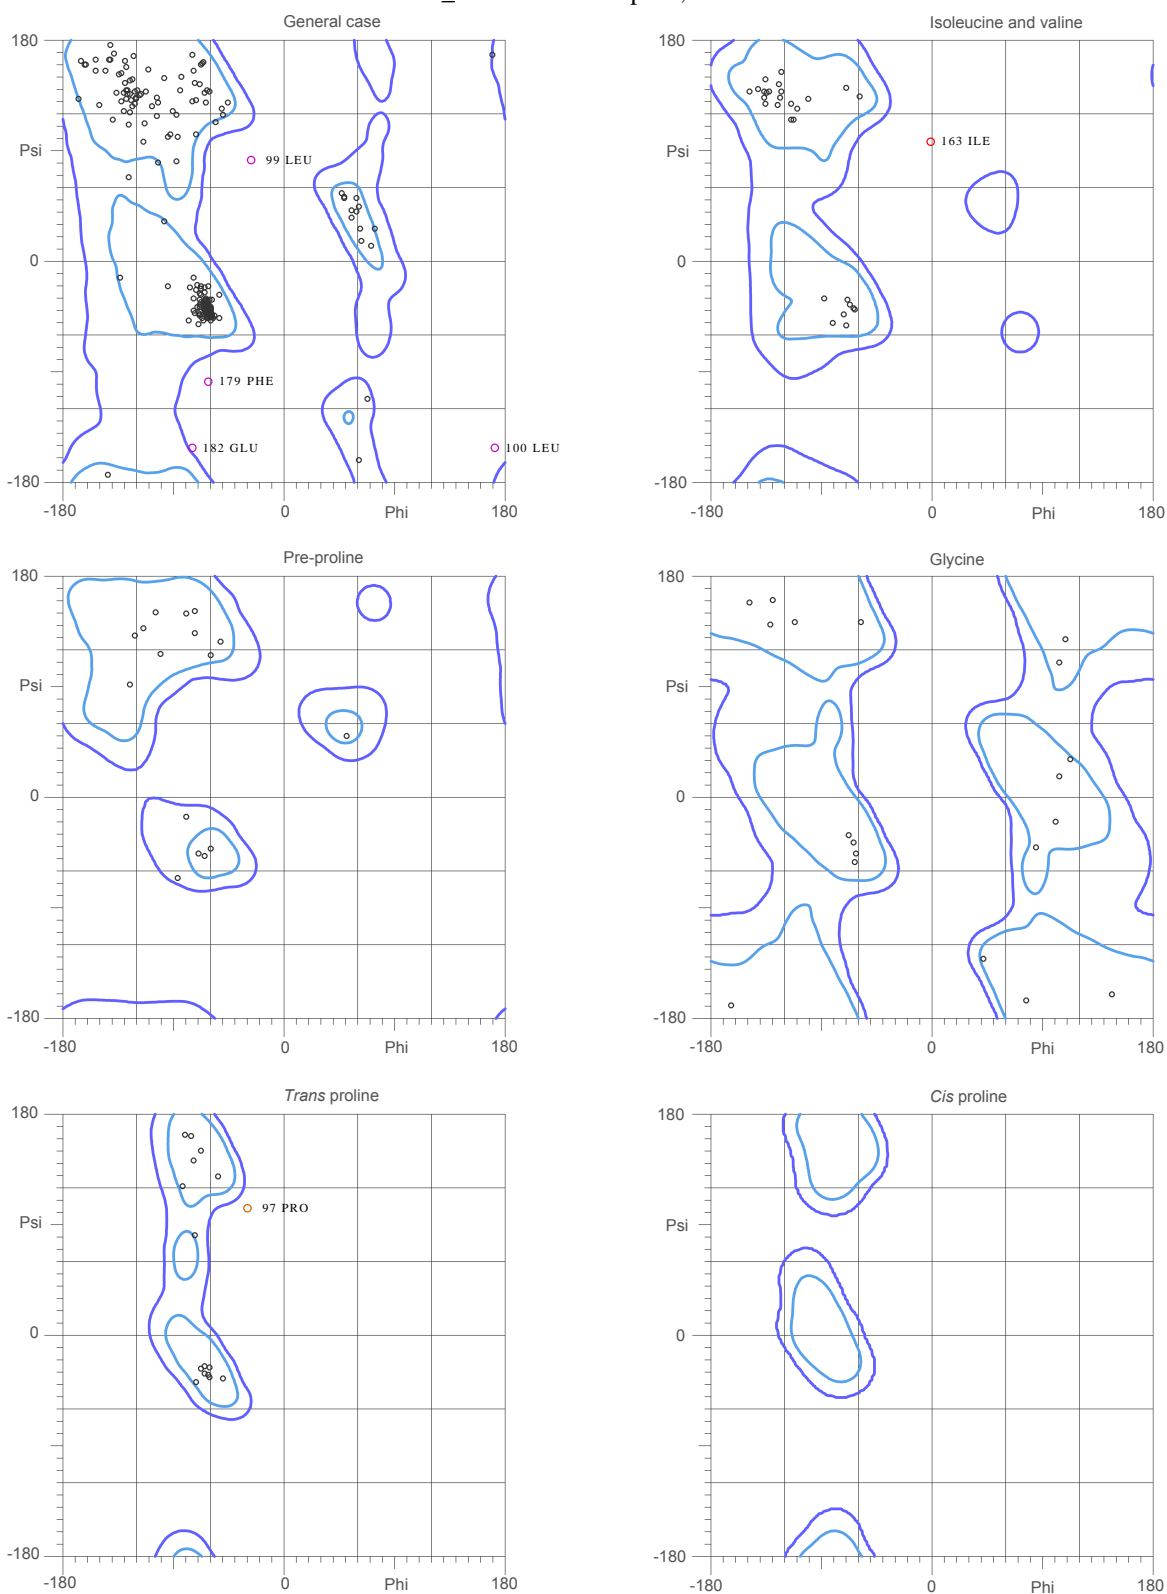 General case
Isoleucine and valine
180
180
Psi
Psi
99 LEU
163 ILE
0
0
179 PHE
182 GLU
100 LEU
-180
-180
-180
0
Phi
180
-180
0
Phi
180
Pre-proline
Glycine
180
180
Psi
Psi
0
0
-180
-180
-180
0
Phi
180
-180
0
Phi
180
Trans proline
Cis proline
180
180
97 PRO
Psi
Psi
0
0
-180
-180
-180
0
Phi
180
-180
0
Phi
180